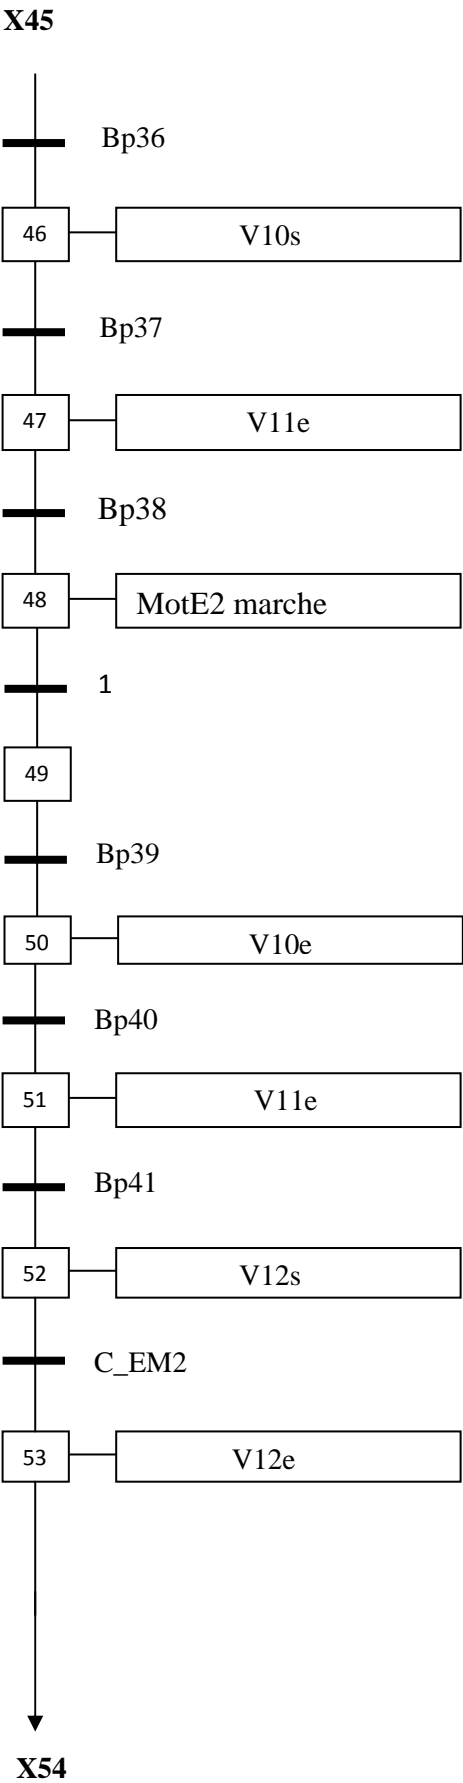 X45
Bp36
46 V10s
Bp37
47 V11e
Bp38
48 MotE2 marche
1
49
Bp39
50 V10e
Bp40
51 V11e
Bp41
52 V12s
C_EM2
53 V12e
X54